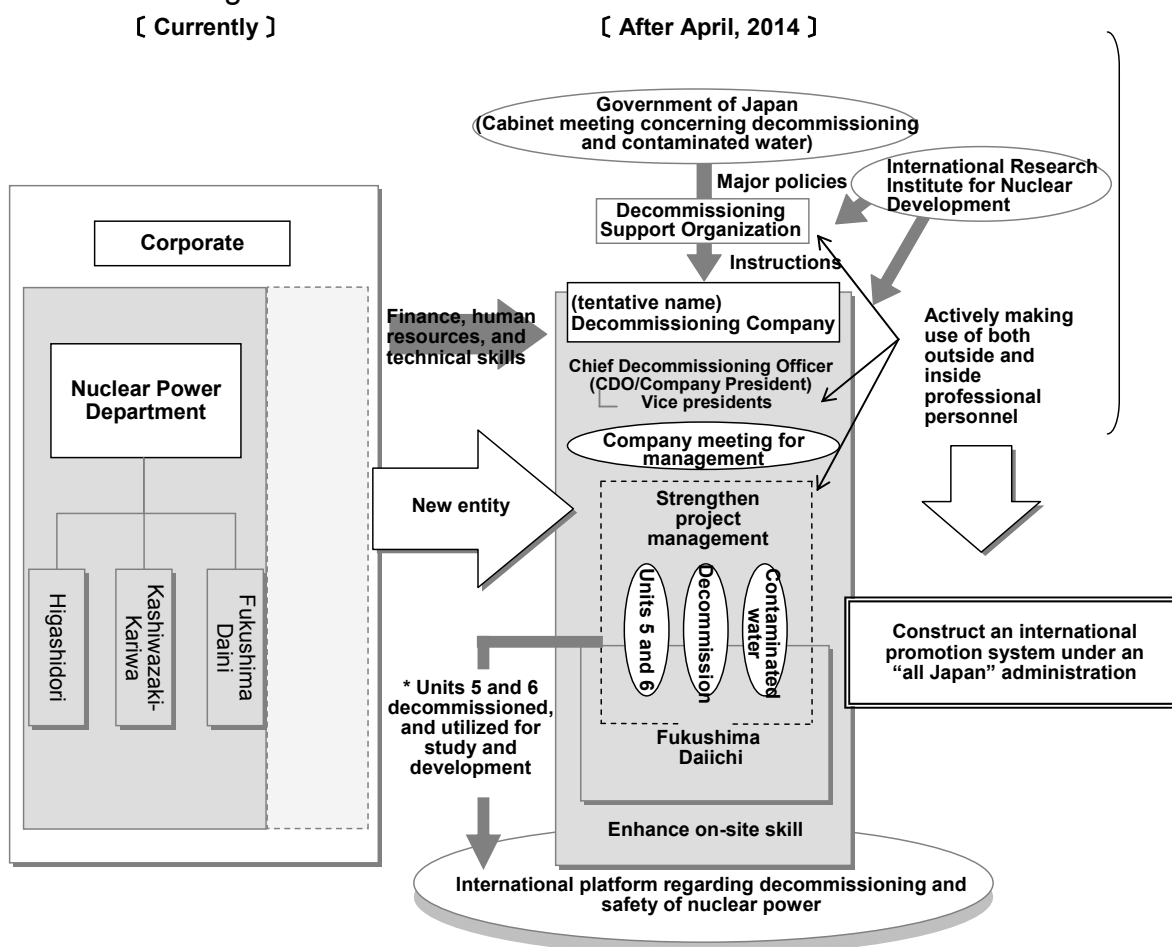 〔 Currently 〕
〔 After April, 2014 〕
Government of Japan
(Cabinet meeting concerning decommissioning
and contaminated water)
Major policies
International Research
Institute for Nuclear
Development
Decommissioning
Support Organization
Instructions
Corporate
Nuclear Power
Department
Higashidori
Kashiwazaki-
Kariwa
Fukushima
Daini
Finance, human
resources, and
technical skills
New entity
(tentative name)
Decommissioning Company
Chief Decommissioning Officer
(CDO/Company President)
Vice presidents
Company meeting for
management
Strengthen
project
management
Units 5 and 6
Decommission
Contaminated
water
Fukushima
Daiichi
Enhance on-site skill
* Units 5 and 6
decommissioned,
and utilized for
study and
development
International platform regarding decommissioning and
safety of nuclear power
Actively making
use of both
outside and
inside
professional
personnel
Construct an international
promotion system under an
“all Japan” administration